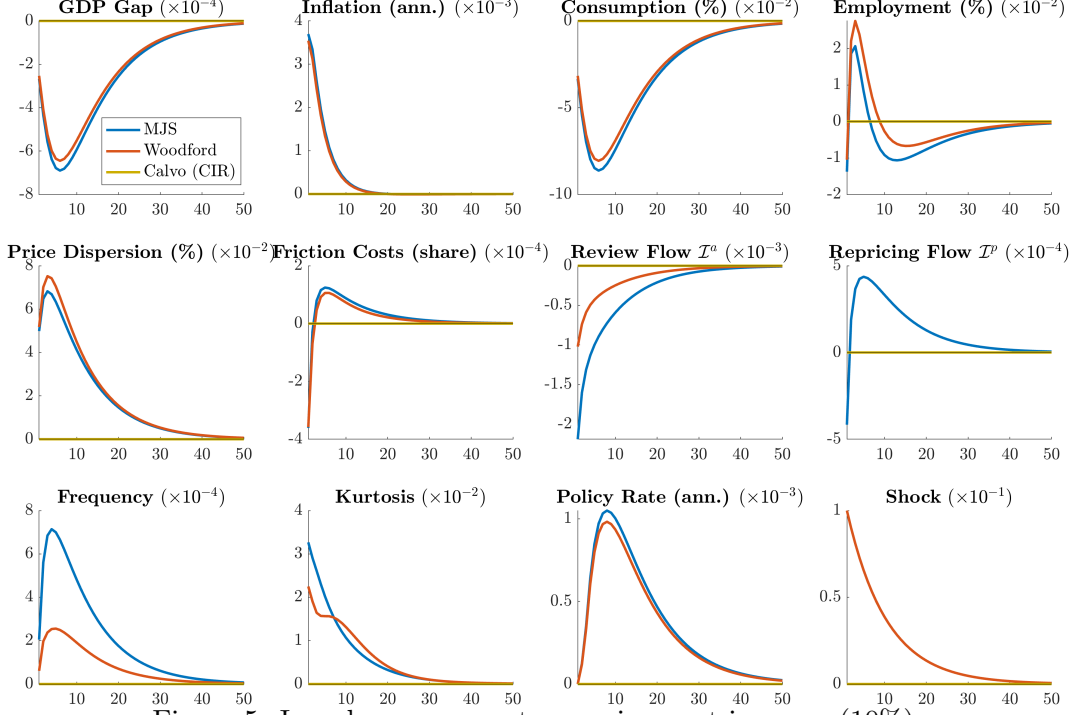 GDP Gap (×10⁻⁴)
0
-2
-4
-6
-8
10 20 30 40 50
MJS
Woodford
Calvo (CIR)
Inflation (ann.) (×10⁻³)
4
3
2
1
0
10 20 30 40 50
Consumption (%) (×10⁻²)
0
-5
-10
10 20 30 40 50
Employment (%) (×10⁻²)
2
1
0
-1
-2
10 20 30 40 50
Price Dispersion (%) (×10⁻²)
8
6
4
2
0
10 20 30 40 50
Friction Costs (share) (×10⁻⁴)
2
0
-2
-4
10 20 30 40 50
Review Flow ℐᵃ (×10⁻³)
0
-0.5
-1
-1.5
-2
10 20 30 40 50
Repricing Flow ℐᵖ (×10⁻⁴)
5
0
-5
10 20 30 40 50
Frequency (×10⁻⁴)
8
6
4
2
0
10 20 30 40 50
Kurtosis (×10⁻²)
4
3
2
1
0
10 20 30 40 50
Policy Rate (ann.) (×10⁻³)
1
0.5
0
10 20 30 40 50
Shock (×10⁻¹)
1
0.5
0
10 20 30 40 50